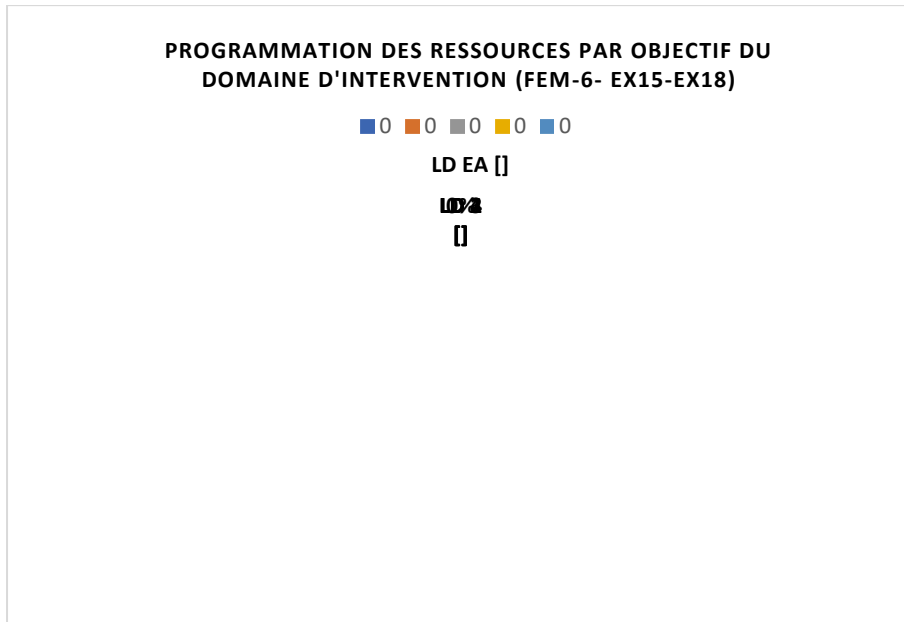 PROGRAMMATION DES RESSOURCES PAR OBJECTIF DU
DOMAINE D'INTERVENTION (FEM-6- EX15-EX18)
0 0 0 0 0
LD EA []
[]